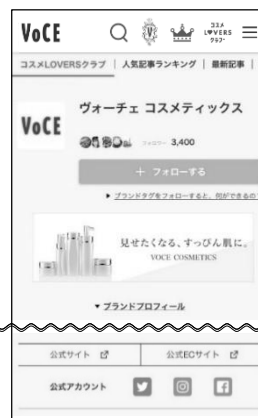 VOCE
コスメ
LOVERS
クラブ
コスメLOVERSクラブ | 人気記事ランキング | 最新記事 |
VOCE
ヴォーチェ コスメティックス
フォロワー 3,400
＋ フォローする
▶ ブランドタグをフォローすると、何ができるの?
見せたくなる、すっぴん肌に。
VOCE COSMETICS
▼ブランドプロフィール
公式サイト
公式ECサイト
公式アカウント